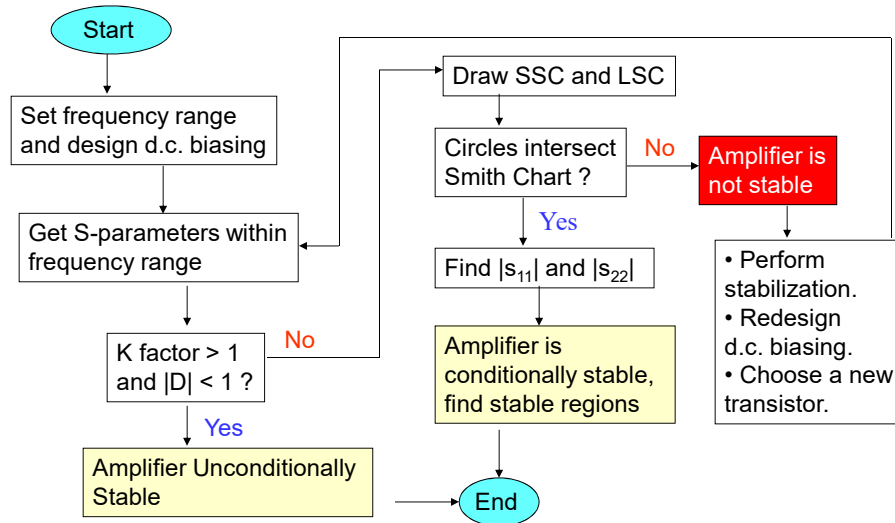 Start
Set frequency range
and design d.c. biasing
Get S-parameters within
frequency range
K factor > 1
and |D| < 1 ?
No
Yes
Amplifier Unconditionally
Stable
Draw SSC and LSC
Circles intersect
Smith Chart ?
No
Yes
Find |s₁₁| and |s₂₂|
Amplifier is
conditionally stable,
find stable regions
End
Amplifier is
not stable
• Perform
stabilization.
• Redesign
d.c. biasing.
• Choose a new
transistor.